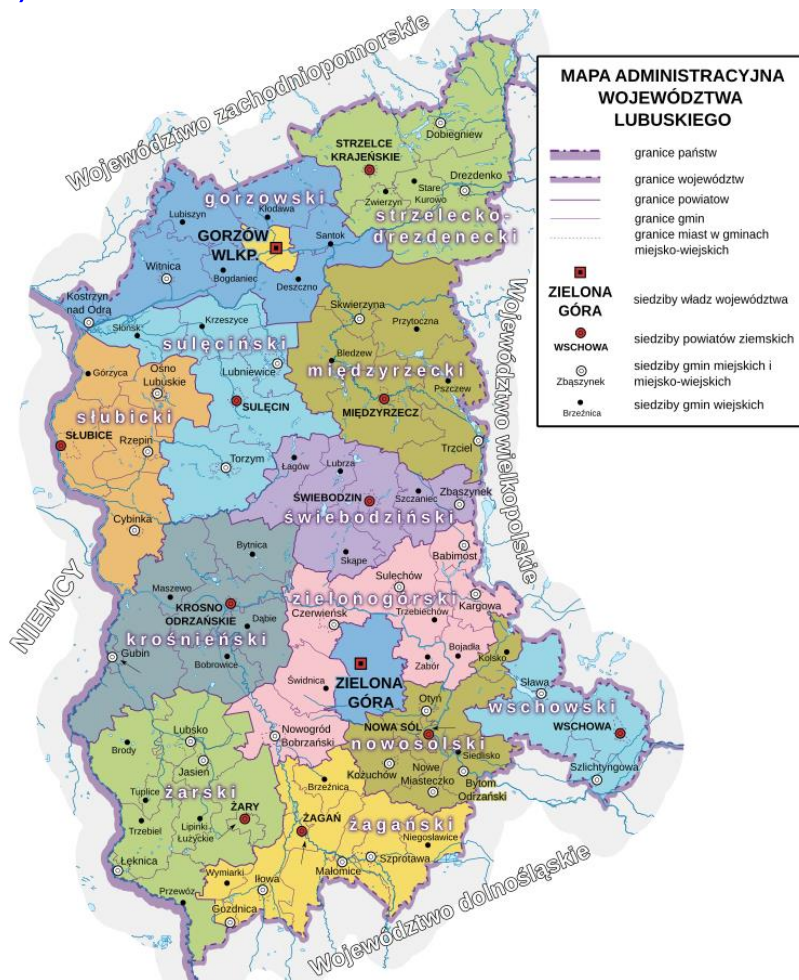 Województwo zachodniopomorskie
MAPA ADMINISTRACYJNA
WOJEWÓDZTWA
LUBUSKIEGO
granice państw
granice województw
granice powiatow
granice gmin
granice miast w gminach
miejsko-wiejskich
ZIELONA
GÓRA
siedziby władz województwa
WSCHOWA
siedziby powiatów ziemskich
Zbąszynek
siedziby gmin miejskich i
miejsko-wiejskich
Brzeźnica
siedziby gmin wiejskich
Dobiegniew
STRZELCE
KRAJEŃSKIE
Drezdenko
Stare
Kurowo
Zwierzyn
strzelecko-
drezdenecki
gorzowski
Kłodawa
Lubiszyn
GORZÓW
WLKP.
Santok
Witnica
Bogdaniec
Deszczno
Kostrzyn
nad Odrą
Województwo wielkopolskie
Skwierzyna
Przytoczna
Krzeszyce
Słońsk
sulęciński
Bledzew
międzyrzecki
Górzyca
Ośno
Lubuskie
Lubniewice
Pszczew
słubicki
SULĘCIN
MIĘDZYRZECZ
SŁUBICE
Rzepin
Trzciel
Torzym
Łagów
Lubrza
ŚWIEBODZIN
Szczaniec
Zbąszynek
świebodziński
Cybinka
Bytnica
Skąpe
Babimost
NIEMCY
Maszewo
Sulechów
zielonogórski
Kargowa
KROSNO
ODRZAŃSKIE
Dąbie
Czerwieńsk
Trzebiechów
krośnieński
Gubin
Bobrowice
Bojadła
Zabór
Kolsko
Świdnica
ZIELONA
GÓRA
Sława
Otyń
wschowski
Lubsko
Nowogród
Bobrzański
NOWA SÓL
WSCHOWA
Brody
nowosolski
Siedlisko
Jasień
Kożuchów
Nowe
Miasteczko
Bytom
Odrzański
Szlichtyngowa
żarski
Brzeźnica
Tuplice
ŻARY
Trzebiel
Lipinki
Łużyckie
ŻAGAŃ
żagański
Niegosławice
Łęknica
Szprotawa
Małomice
Wymiarki
Iłowa
Przewóz
Gozdnica
Województwo dolnośląskie